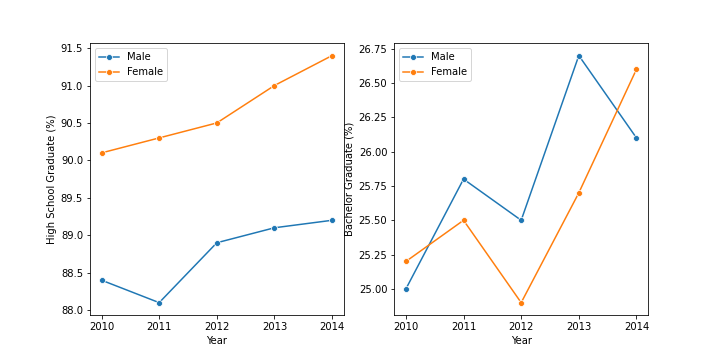 High School Graduate (%)
91.5
91.0
90.5
90.0
89.5
89.0
88.5
88.0
Male
Female
2010 2011 2012 2013 2014
Year
Bachelor Graduate (%)
26.75
26.50
26.25
26.00
25.75
25.50
25.25
25.00
Male
Female
2010 2011 2012 2013 2014
Year